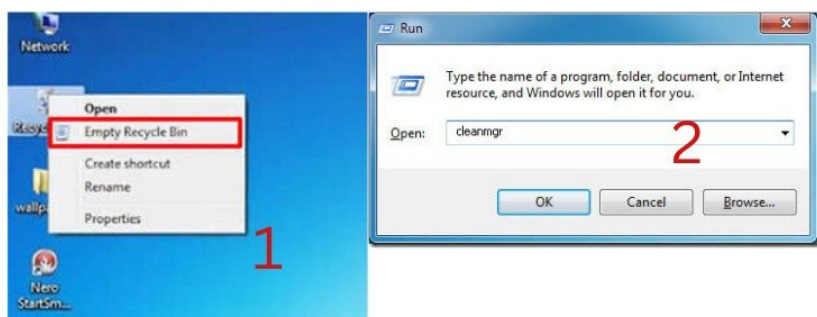 Network
Open
Empty Recycle Bin
Create shortcut
Rename
Properties
Nero
StartSm...
1
Run
Type the name of a program, folder, document, or Internet
resource, and Windows will open it for you.
Open:
cleanmgr
2
OK
Cancel
Browse...